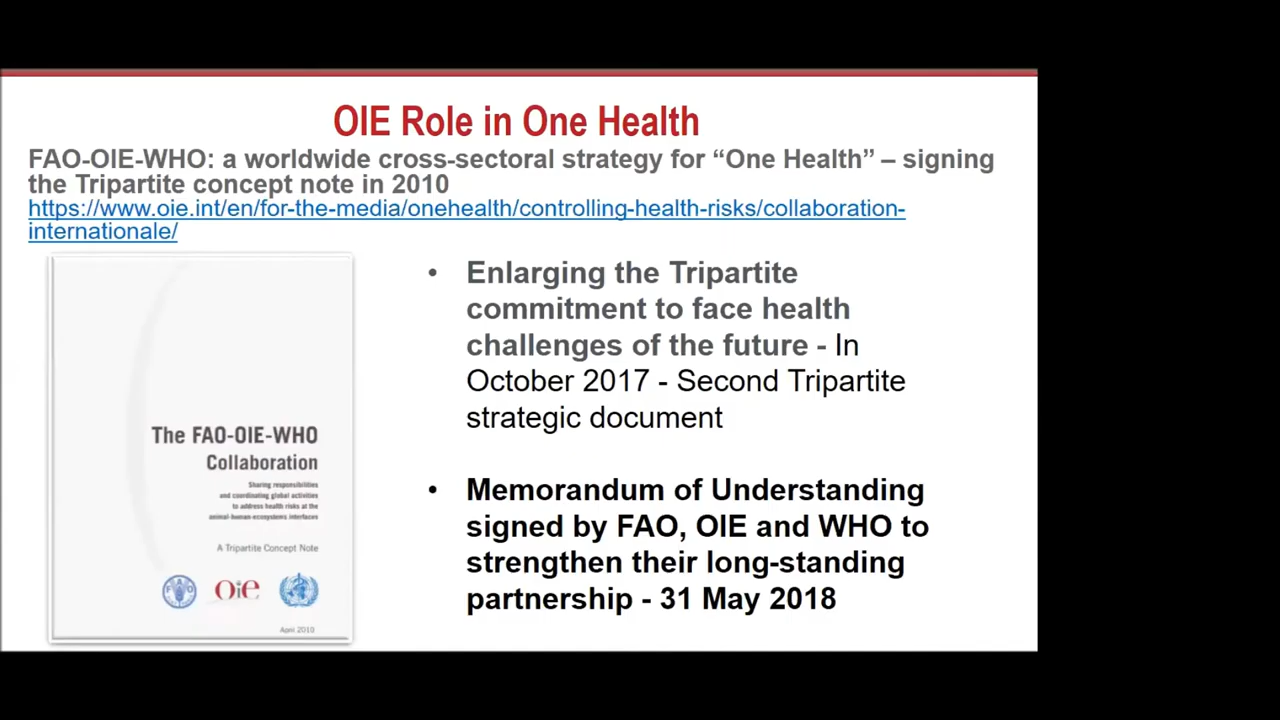 OIE Role in One Health
FAO-OIE-WHO: a worldwide cross-sectoral strategy for “One Health” – signing
the Tripartite concept note in 2010
https://www.oie.int/en/for-the-media/onehealth/controlling-health-risks/collaboration-
internationale/
The FAO-OIE-WHO
Collaboration
Sharing responsibilities
and coordinating global activities
to address health risks at the
animal-human-ecosystems interfaces
A Tripartite Concept Note
Oie
April 2010
• Enlarging the Tripartite
commitment to face health
challenges of the future - In
October 2017 - Second Tripartite
strategic document
• Memorandum of Understanding
signed by FAO, OIE and WHO to
strengthen their long-standing
partnership - 31 May 2018